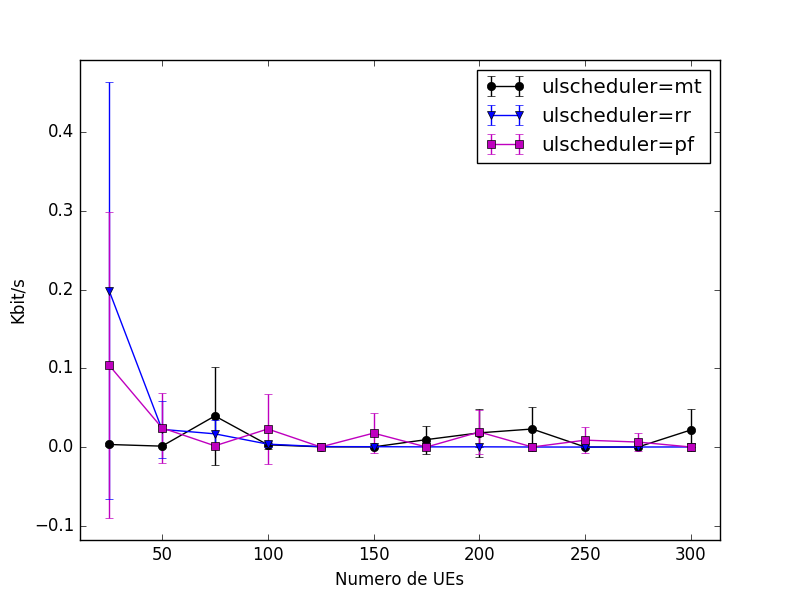 ulscheduler=mt
ulscheduler=rr
ulscheduler=pf
0.4
0.3
0.2
0.1
0.0
−0.1
Kbit/s
50 100 150 200 250 300
Numero de UEs